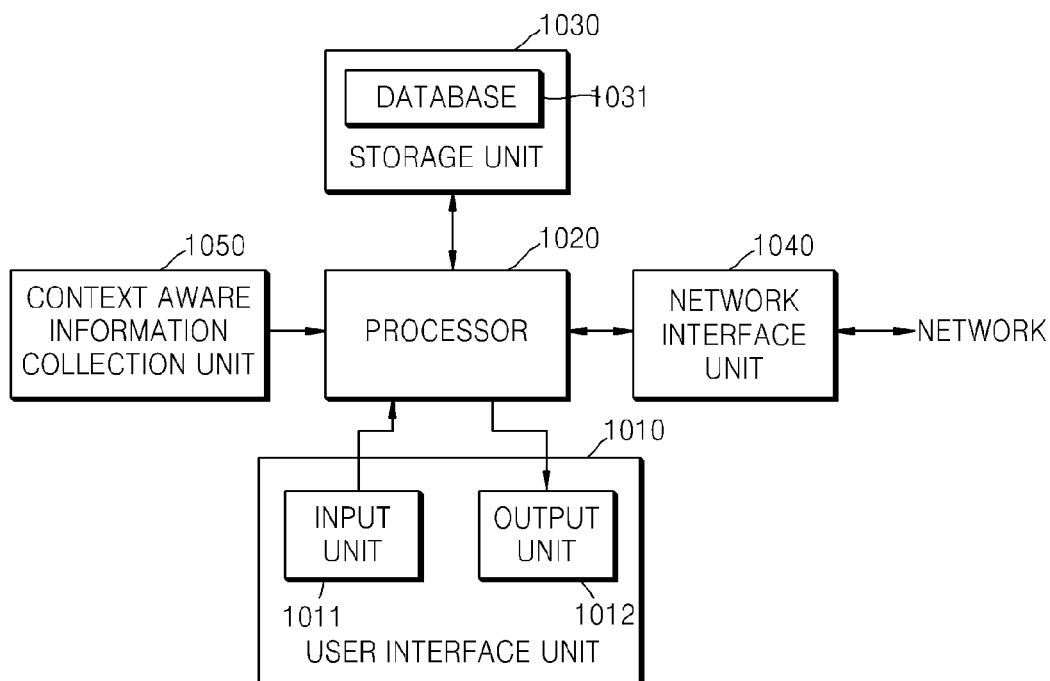 1030
DATABASE
1031
STORAGE UNIT
1050
CONTEXT AWARE
INFORMATION
COLLECTION UNIT
1020
PROCESSOR
1040
NETWORK
INTERFACE
UNIT
NETWORK
1010
INPUT
UNIT
1011
OUTPUT
UNIT
1012
USER INTERFACE UNIT